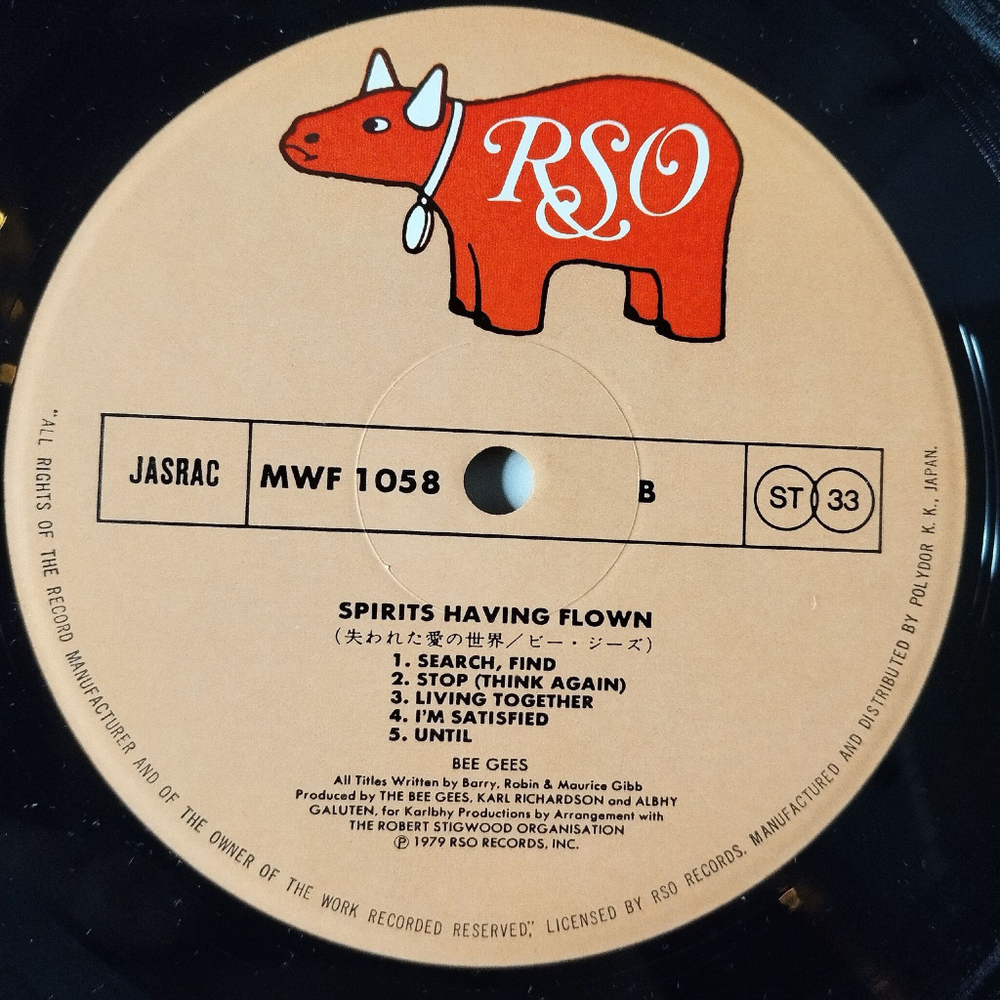 RSO
JASRAC
MWF 1058
B
ST 33
SPIRITS HAVING FLOWN
(失われた愛の世界/ビー・ジーズ)
1. SEARCH, FIND
2. STOP (THINK AGAIN)
3. LIVING TOGETHER
4. I'M SATISFIED
5. UNTIL
BEE GEES
All Titles Written by Barry, Robin & Maurice Gibb
Produced by THE BEE GEES, KARL RICHARDSON and ALBHY
GALUTEN, for Karlbhy Productions by Arrangement with
THE ROBERT STIGWOOD ORGANISATION
Ⓟ 1979 RSO RECORDS, INC.
"ALL RIGHTS OF THE RECORD MANUFACTURER AND OF THE OWNER OF THE WORK RECORDED RESERVED," LICENSED BY RSO RECORDS, MANUFACTURED AND DISTRIBUTED BY POLYDOR K. K., JAPAN.